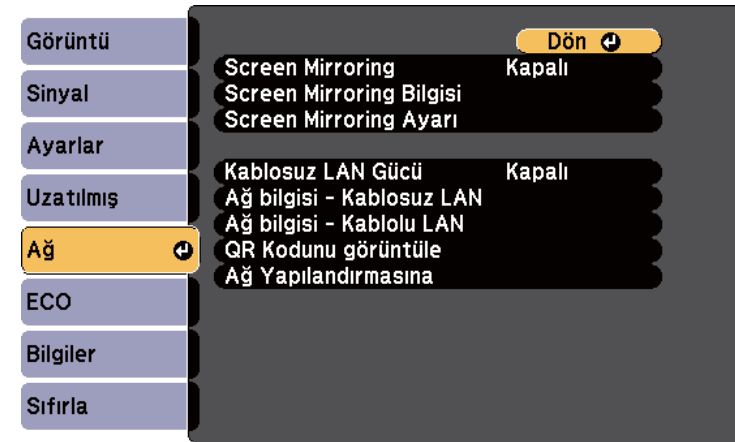 Görüntü
Sinyal
Ayarlar
Uzatılmış
Ağ
ECO
Bilgiler
Sıfırla
Dön
Screen Mirroring Kapalı
Screen Mirroring Bilgisi
Screen Mirroring Ayarı
Kablosuz LAN Gücü Kapalı
Ağ bilgisi - Kablosuz LAN
Ağ bilgisi - Kablolu LAN
QR Kodunu görüntüle
Ağ Yapılandırmasına